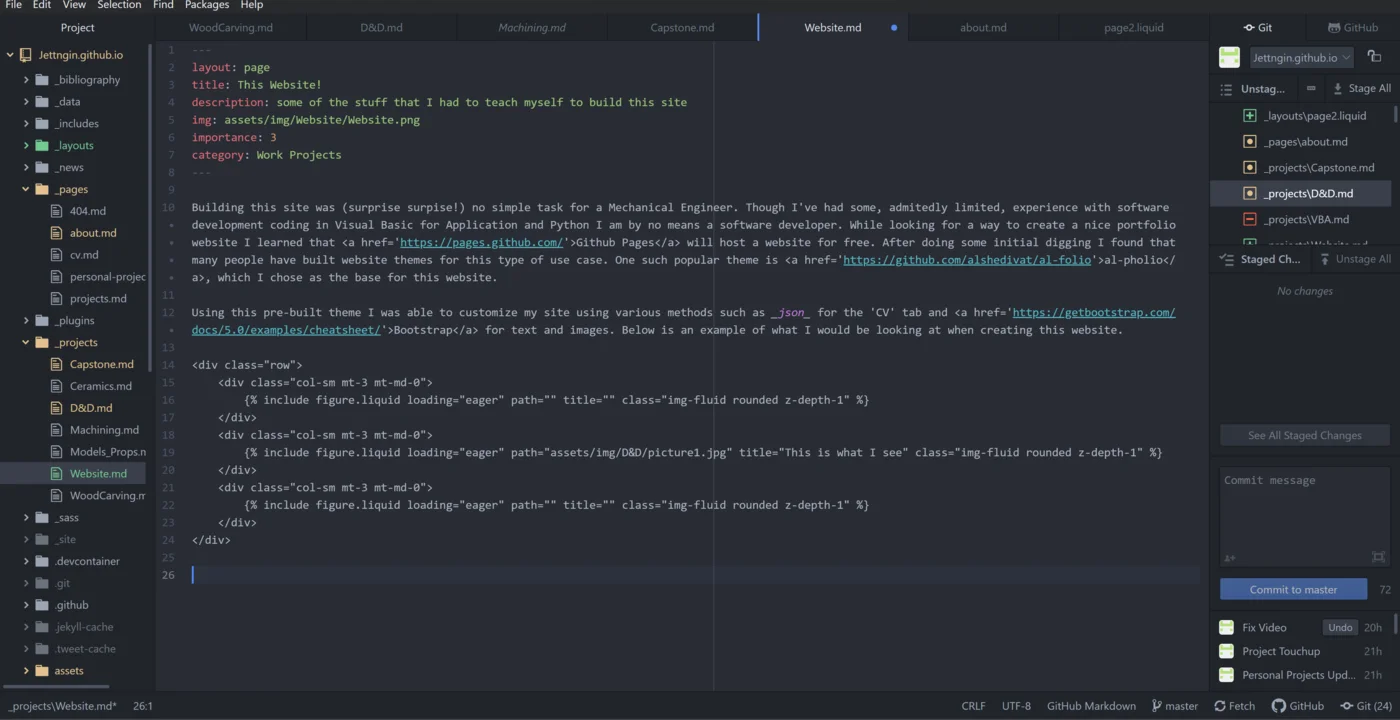 File Edit View Selection Find Packages Help
Project
WoodCarving.md
D&D.md
Machining.md
Capstone.md
Website.md
about.md
page2.liquid
Git
GitHub
Jettngin.github.io
_bibliography
_data
_includes
_layouts
_news
_pages
404.md
about.md
cv.md
personal-projec
projects.md
_plugins
_projects
Capstone.md
Ceramics.md
D&D.md
Machining.md
Models_Props.n
Website.md
WoodCarving.m
_sass
_site
.devcontainer
.git
.github
.jekyll-cache
.tweet-cache
assets
1 ---
2 layout: page
3 title: This Website!
4 description: some of the stuff that I had to teach myself to build this site
5 img: assets/img/Website/Website.png
6 importance: 3
7 category: Work Projects
8 ---
9
10 Building this site was (surprise surpise!) no simple task for a Mechanical Engineer. Though I've had some, admitedly limited, experience with software
development coding in Visual Basic for Application and Python I am by no means a software developer. While looking for a way to create a nice portfolio
website I learned that <a href='https://pages.github.com/'>Github Pages</a> will host a website for free. After doing some initial digging I found that
many people have built website themes for this type of use case. One such popular theme is <a href='https://github.com/alshedivat/al-folio'>al-pholio</
a>, which I chose as the base for this website.
11
12 Using this pre-built theme I was able to customize my site using various methods such as _json_ for the 'CV' tab and <a href='https://getbootstrap.com/
docs/5.0/examples/cheatsheet/'>Bootstrap</a> for text and images. Below is an example of what I would be looking at when creating this website.
13
14 <div class="row">
15 <div class="col-sm mt-3 mt-md-0">
16 {% include figure.liquid loading="eager" path="" title="" class="img-fluid rounded z-depth-1" %}
17 </div>
18 <div class="col-sm mt-3 mt-md-0">
19 {% include figure.liquid loading="eager" path="assets/img/D&D/picture1.jpg" title="This is what I see" class="img-fluid rounded z-depth-1" %}
20 </div>
21 <div class="col-sm mt-3 mt-md-0">
22 {% include figure.liquid loading="eager" path="" title="" class="img-fluid rounded z-depth-1" %}
23 </div>
24 </div>
25
26
Jettngin.github.io
Unstag...
Stage All
_layouts\page2.liquid
_pages\about.md
_projects\Capstone.md
_projects\D&D.md
_projects\VBA.md
_projects\Website.md
Staged Ch...
Unstage All
No changes
See All Staged Changes
Commit message
Commit to master
72
Fix Video Undo 20h
Project Touchup 21h
Personal Projects Upd... 21h
_projects\Website.md* 26:1
CRLF UTF-8 GitHub Markdown master Fetch GitHub Git (24)